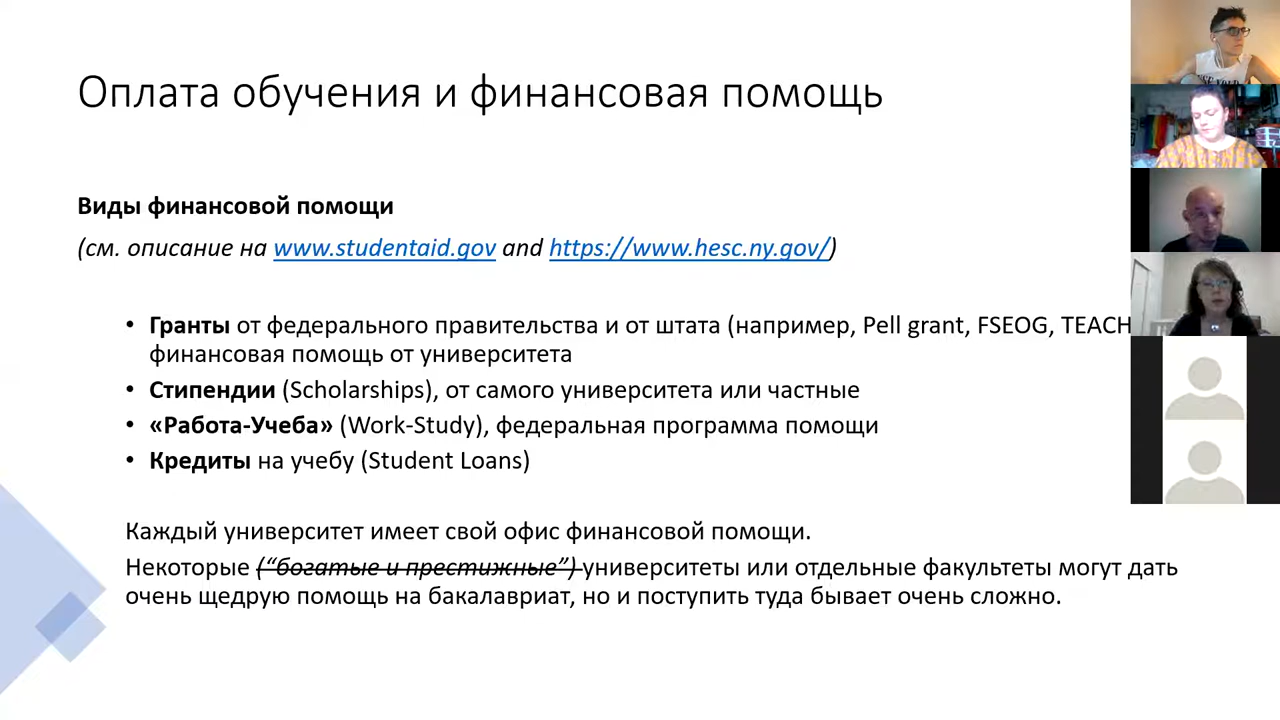 Оплата обучения и финансовая помощь
Виды финансовой помощи
(см. описание на www.studentaid.gov and https://www.hesc.ny.gov/)
• Гранты от федерального правительства и от штата (например, Pell grant, FSEOG, TEACH
финансовая помощь от университета
• Стипендии (Scholarships), от самого университета или частные
• «Работа-Учеба» (Work-Study), федеральная программа помощи
• Кредиты на учебу (Student Loans)
Каждый университет имеет свой офис финансовой помощи.
Некоторые (“богатые и престижные”) университеты или отдельные факультеты могут дать
очень щедрую помощь на бакалавриат, но и поступить туда бывает очень сложно.